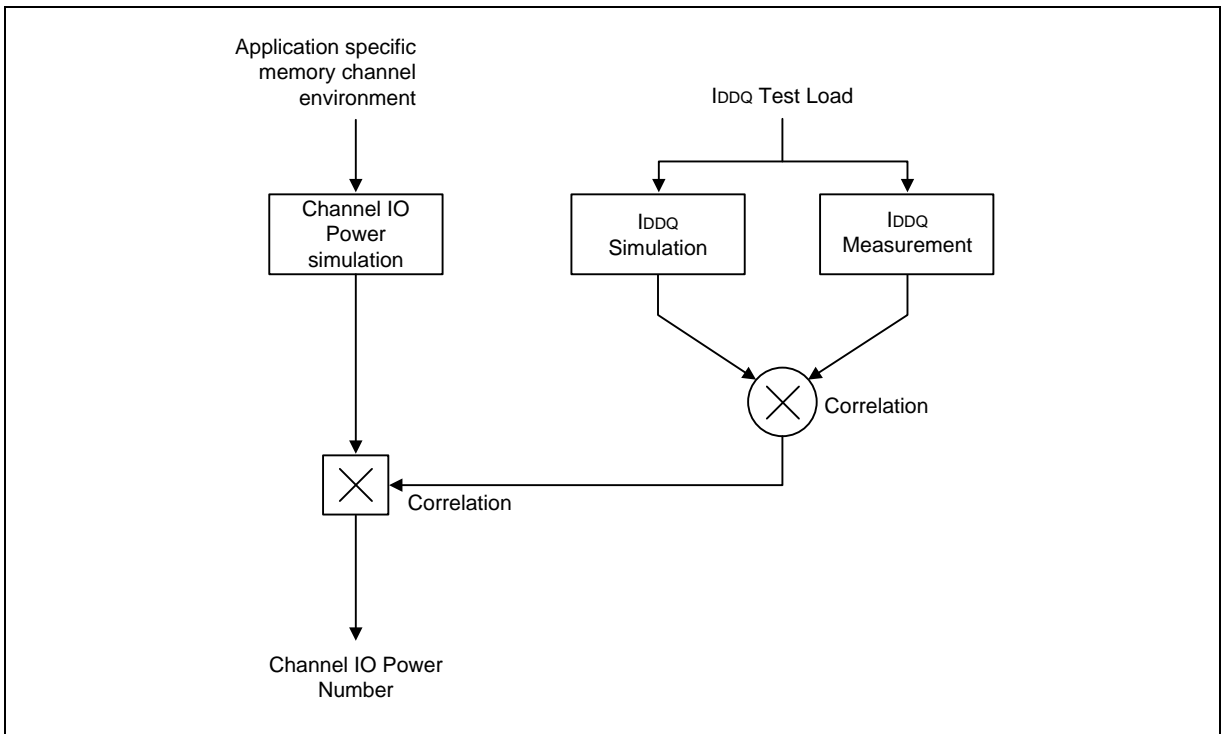 Application specific
memory channel
environment
IDDQ Test Load
Channel IO
Power
simulation
IDDQ
Simulation
IDDQ
Measurement
Correlation
Correlation
Channel IO Power
Number